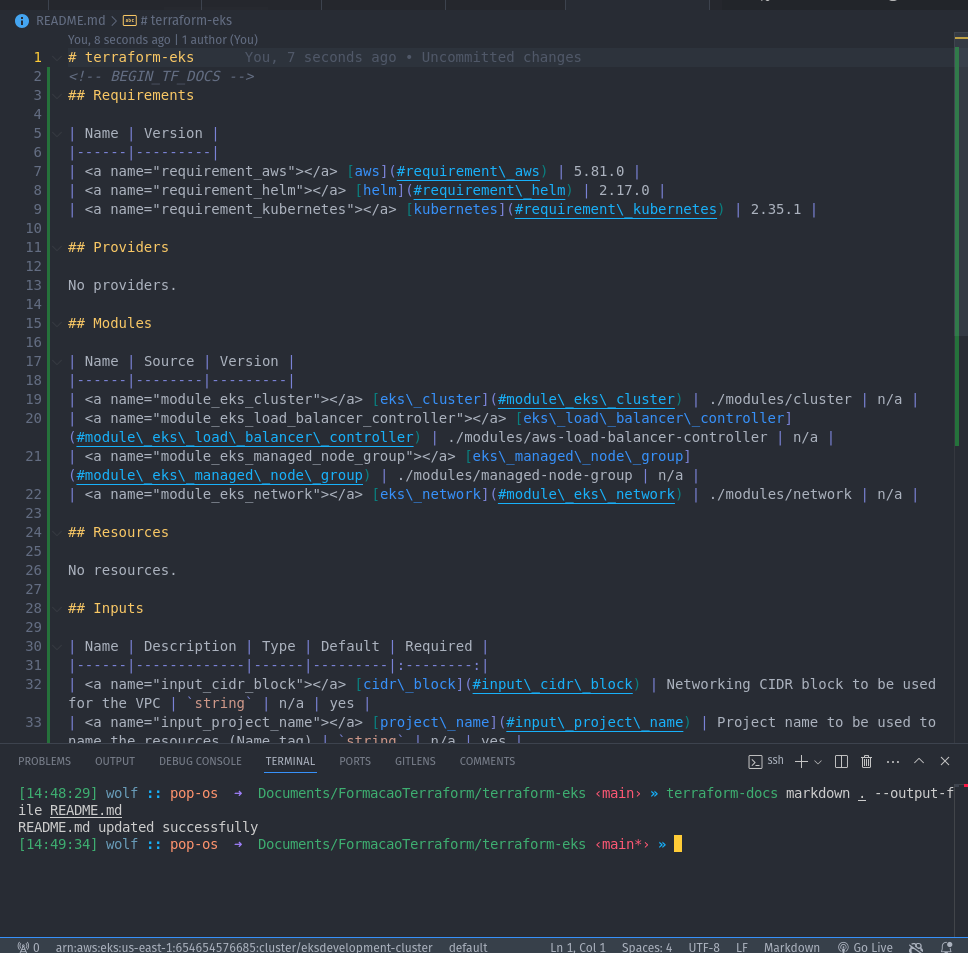 README.md > # terraform-eks
You, 8 seconds ago | 1 author (You)
1 # terraform-eks You, 7 seconds ago • Uncommitted changes
2 <!-- BEGIN_TF_DOCS -->
3 ## Requirements
4
5 | Name | Version |
6 |------|---------|
7 | <a name="requirement_aws"></a> [aws](#requirement\_aws) | 5.81.0 |
8 | <a name="requirement_helm"></a> [helm](#requirement\_helm) | 2.17.0 |
9 | <a name="requirement_kubernetes"></a> [kubernetes](#requirement\_kubernetes) | 2.35.1 |
10
11 ## Providers
12
13 No providers.
14
15 ## Modules
16
17 | Name | Source | Version |
18 |------|--------|---------|
19 | <a name="module_eks_cluster"></a> [eks\_cluster](#module\_eks\_cluster) | ./modules/cluster | n/a |
20 | <a name="module_eks_load_balancer_controller"></a> [eks\_load\_balancer\_controller]
(#module\_eks\_load\_balancer\_controller) | ./modules/aws-load-balancer-controller | n/a |
21 | <a name="module_eks_managed_node_group"></a> [eks\_managed\_node\_group]
(#module\_eks\_managed\_node\_group) | ./modules/managed-node-group | n/a |
22 | <a name="module_eks_network"></a> [eks\_network](#module\_eks\_network) | ./modules/network | n/a |
23
24 ## Resources
25
26 No resources.
27
28 ## Inputs
29
30 | Name | Description | Type | Default | Required |
31 |------|-------------|------|---------|:--------:|
32 | <a name="input_cidr_block"></a> [cidr\_block](#input\_cidr\_block) | Networking CIDR block to be used
for the VPC | `string` | n/a | yes |
33 | <a name="input_project_name"></a> [project\_name](#input\_project\_name) | Project name to be used to
name the resources (Name tag) | `string` | n/a | yes |
PROBLEMS OUTPUT DEBUG CONSOLE TERMINAL PORTS GITLENS COMMENTS ssh
[14:48:29] wolf :: pop-os ➜ Documents/FormacaoTerraform/terraform-eks ‹main› » terraform-docs markdown . --output-f
ile README.md
README.md updated successfully
[14:49:34] wolf :: pop-os ➜ Documents/FormacaoTerraform/terraform-eks ‹main*› »
0 arn:aws:eks:us-east-1:654654576685:cluster/eksdevelopment-cluster default Ln 1, Col 1 Spaces: 4 UTF-8 LF Markdown Go Live